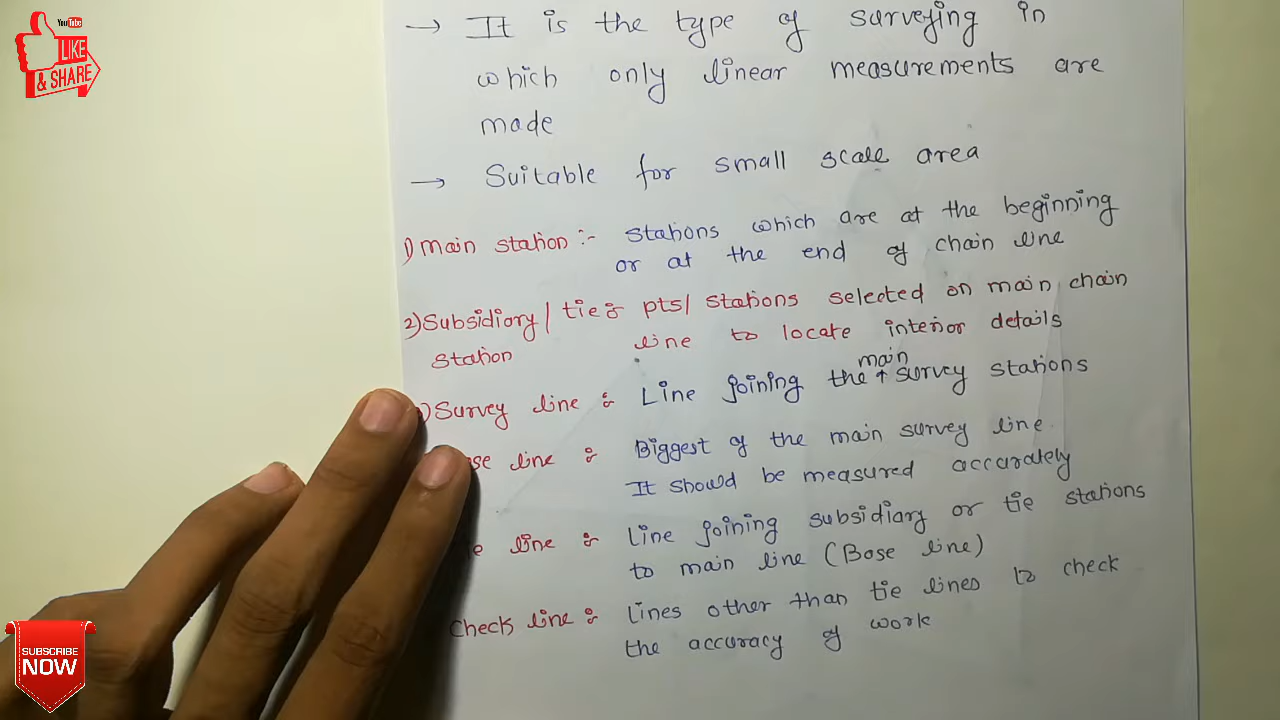 YouTube
LIKE
& SHARE
→ It is the type of surveying in
which only linear measurements are
made
→ Suitable for small scale area
1) Main station :- Stations which are at the beginning
or at the end of chain line
2) Subsidiory / tie : pts/ stations selected on main chain
station line to locate interior details
main
) Survey line : Line joining the ↑ survey stations
se line : Biggest of the main survey line.
It should be measured accurately
e line : Line joining subsidiary or tie stations
to main line (Base line)
Check line : Lines other than tie lines to check
the accuracy of work
SUBSCRIBE
NOW